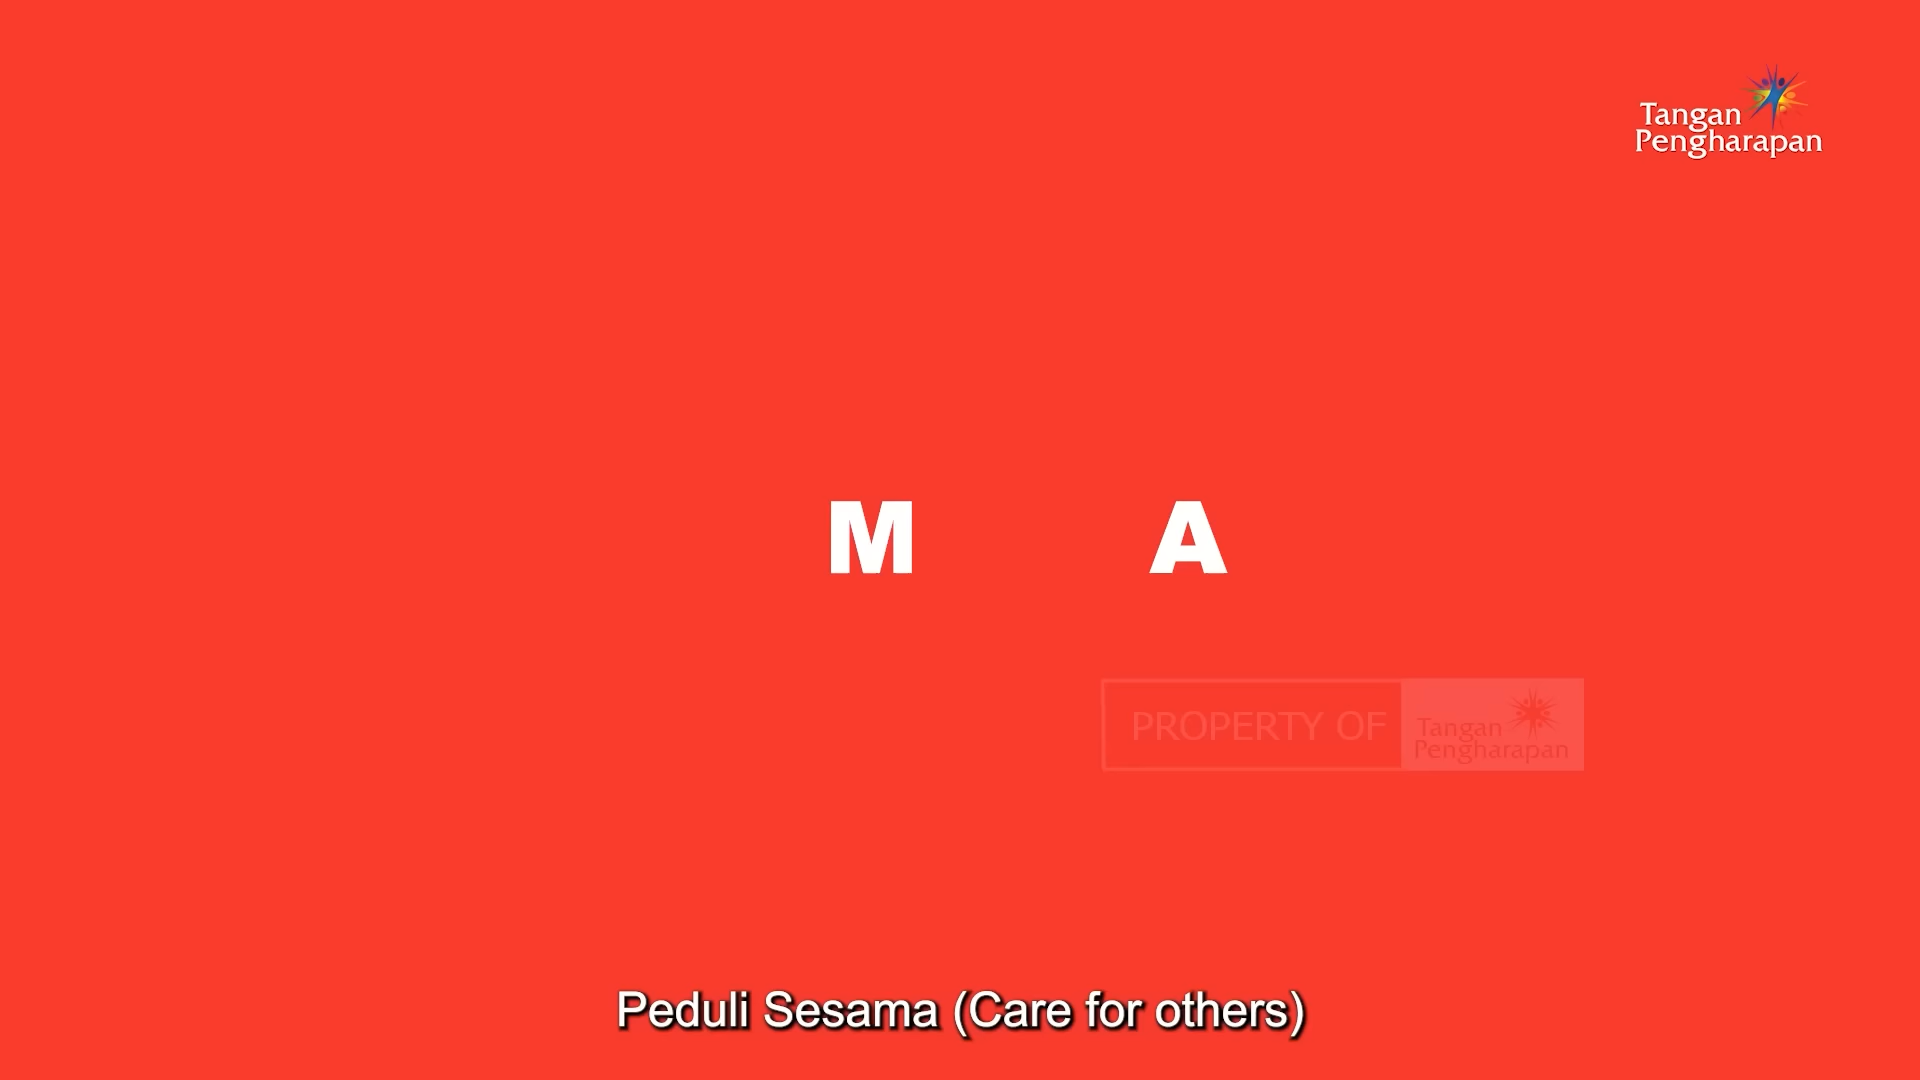 Tangan
Pengharapan
M A
PROPERTY OF Tangan
Pengharapan
Peduli Sesama (Care for others)